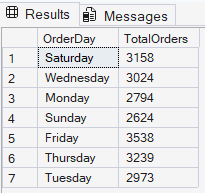 Results Messages
OrderDay TotalOrders
1 Saturday 3158
2 Wednesday 3024
3 Monday 2794
4 Sunday 2624
5 Friday 3538
6 Thursday 3239
7 Tuesday 2973